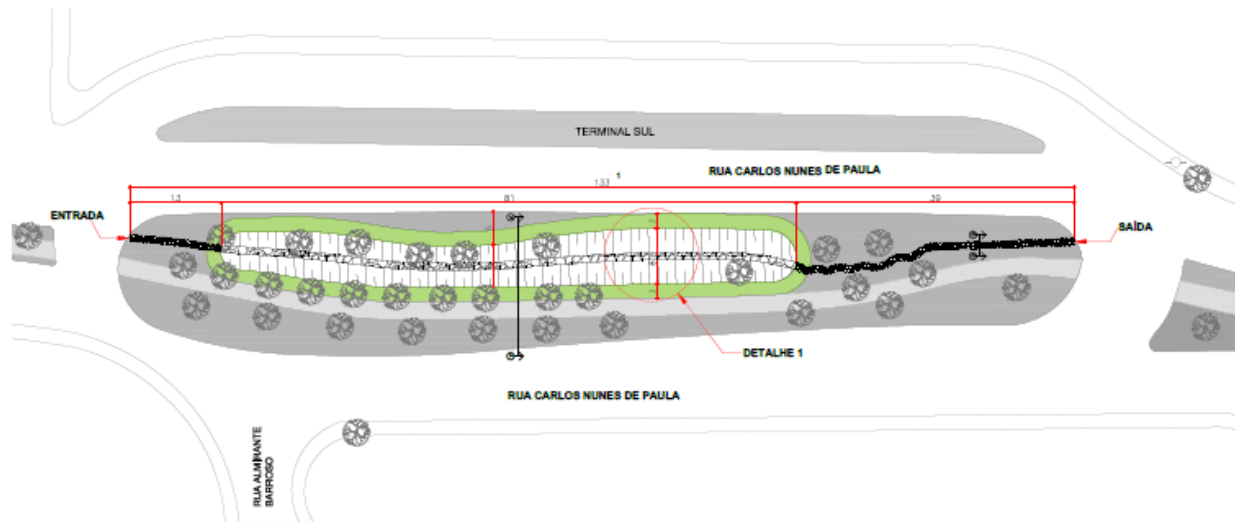 TERMINAL SUL
RUA CARLOS NUNES DE PAULA
1
133
13
81
39
ENTRADA
SAÍDA
DETALHE 1
RUA CARLOS NUNES DE PAULA
RUA ALMIRANTE
BARROSO